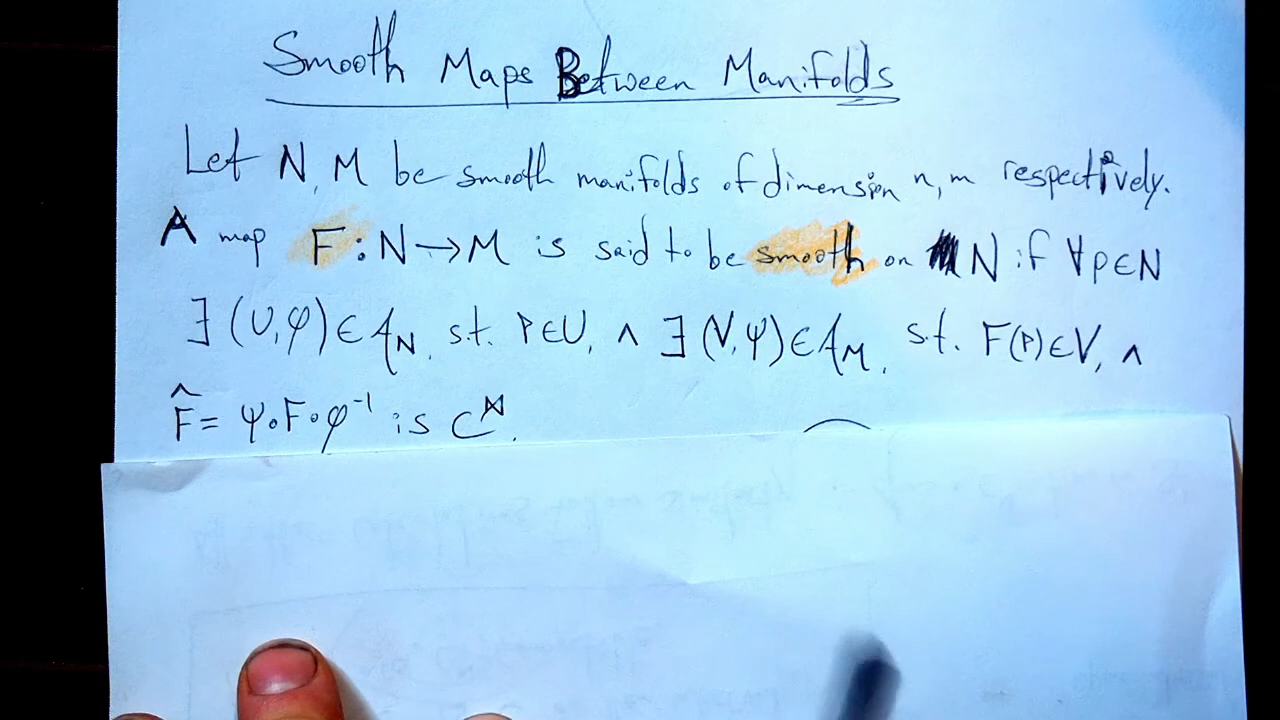 Smooth Maps Between Manifolds
Let N, M be smooth manifolds of dimension n, m respectively.
A map F: N → M is said to be smooth on N if ∀p∈N
∃ (U,φ)∈A_N, s.t. p∈U, ∧ ∃ (V,ψ)∈A_M, s.t. F(p)∈V, ∧
F̂ = ψ∘F∘φ⁻¹ is C^∞.